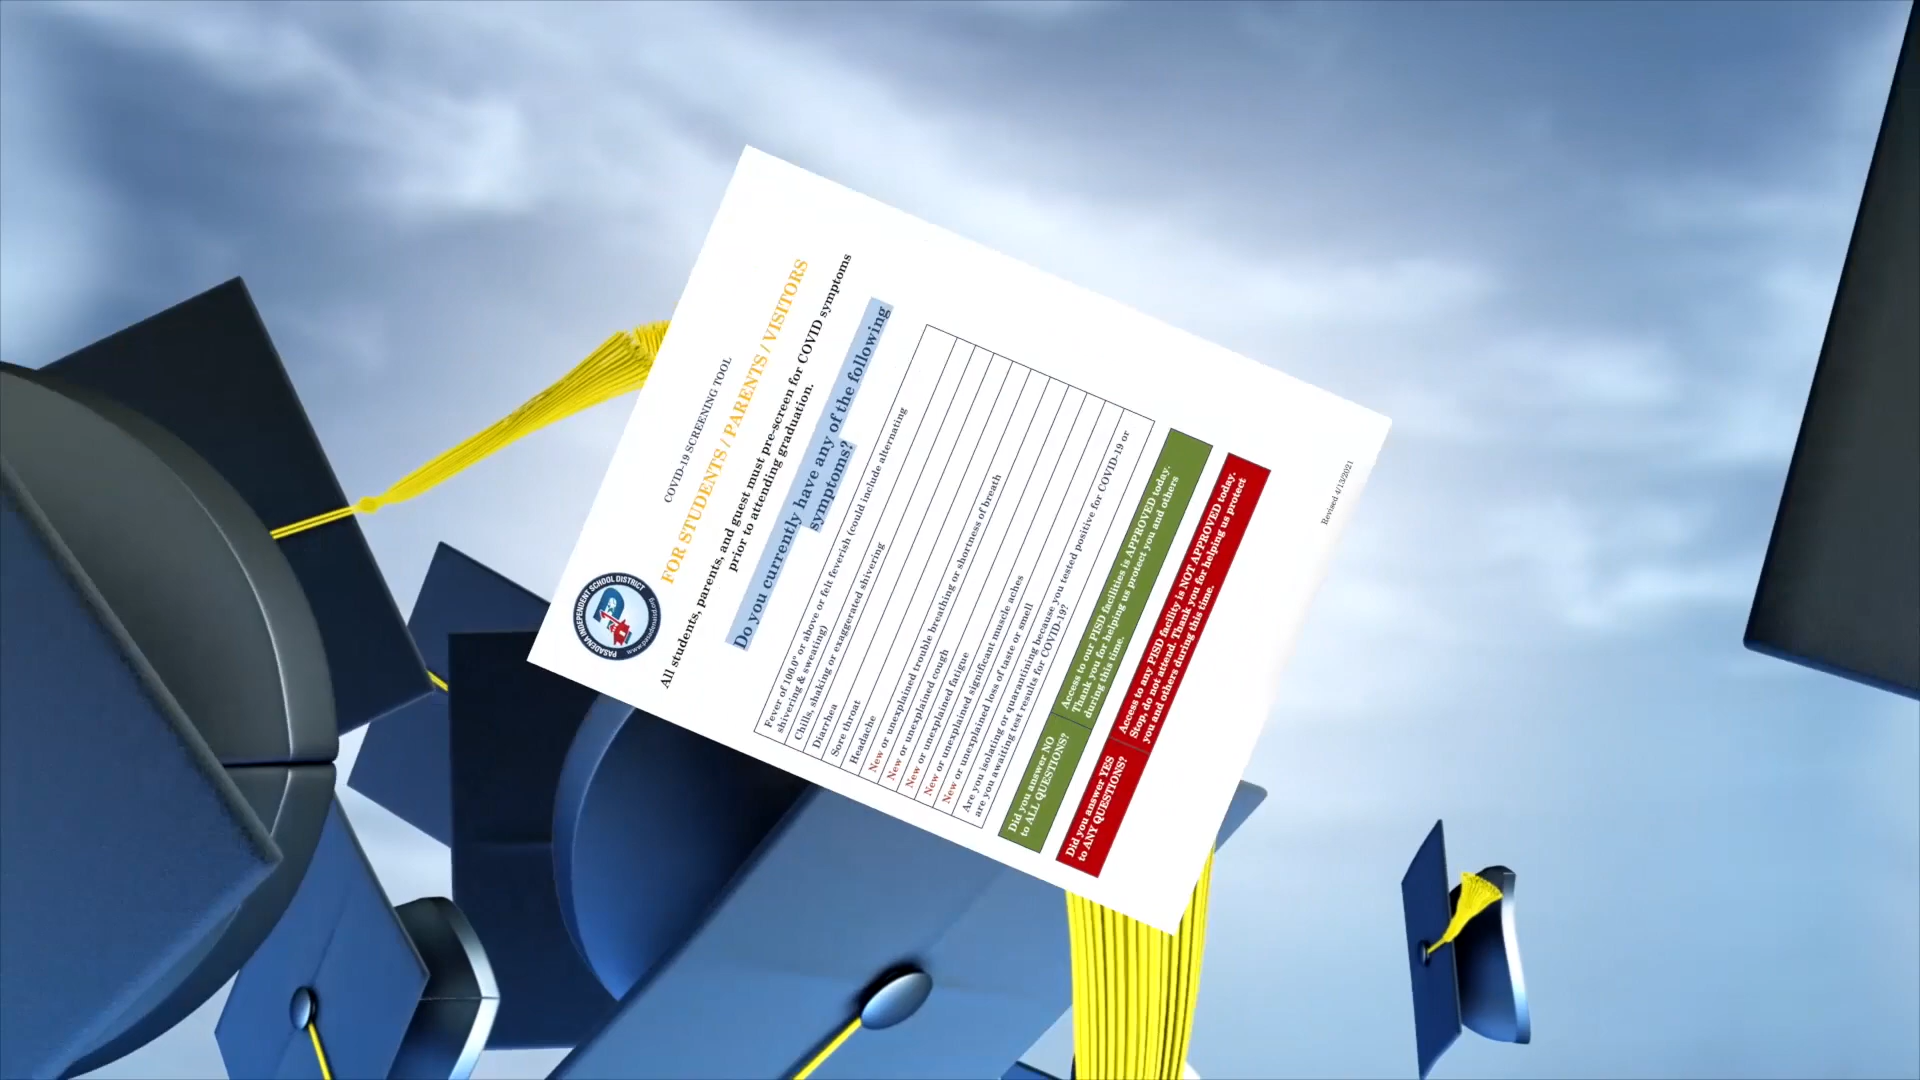 PASADENA INDEPENDENT SCHOOL DISTRICT
www.pasadenaisd.org
COVID-19 SCREENING TOOL
FOR STUDENTS / PARENTS / VISITORS
All students, parents, and guest must pre-screen for COVID symptoms
prior to attending graduation.
Do you currently have any of the following
symptoms?
Fever of 100.0° or above or felt feverish (could include alternating
shivering & sweating)
Chills, shaking or exaggerated shivering
Diarrhea
Sore throat
Headache
New or unexplained trouble breathing or shortness of breath
New or unexplained cough
New or unexplained fatigue
New or unexplained significant muscle aches
New or unexplained loss of taste or smell
Are you isolating or quarantining because you tested positive for COVID-19 or
are you awaiting test results for COVID-19?
Did you answer NO
to ALL QUESTIONS?
Access to our PISD facilities is APPROVED today.
Thank you for helping us protect you and others
during this time.
Did you answer YES
to ANY QUESTIONS?
Access to any PISD facility is NOT APPROVED today.
Stop, do not attend. Thank you for helping us protect
you and others during this time.
Revised 4/13/2021